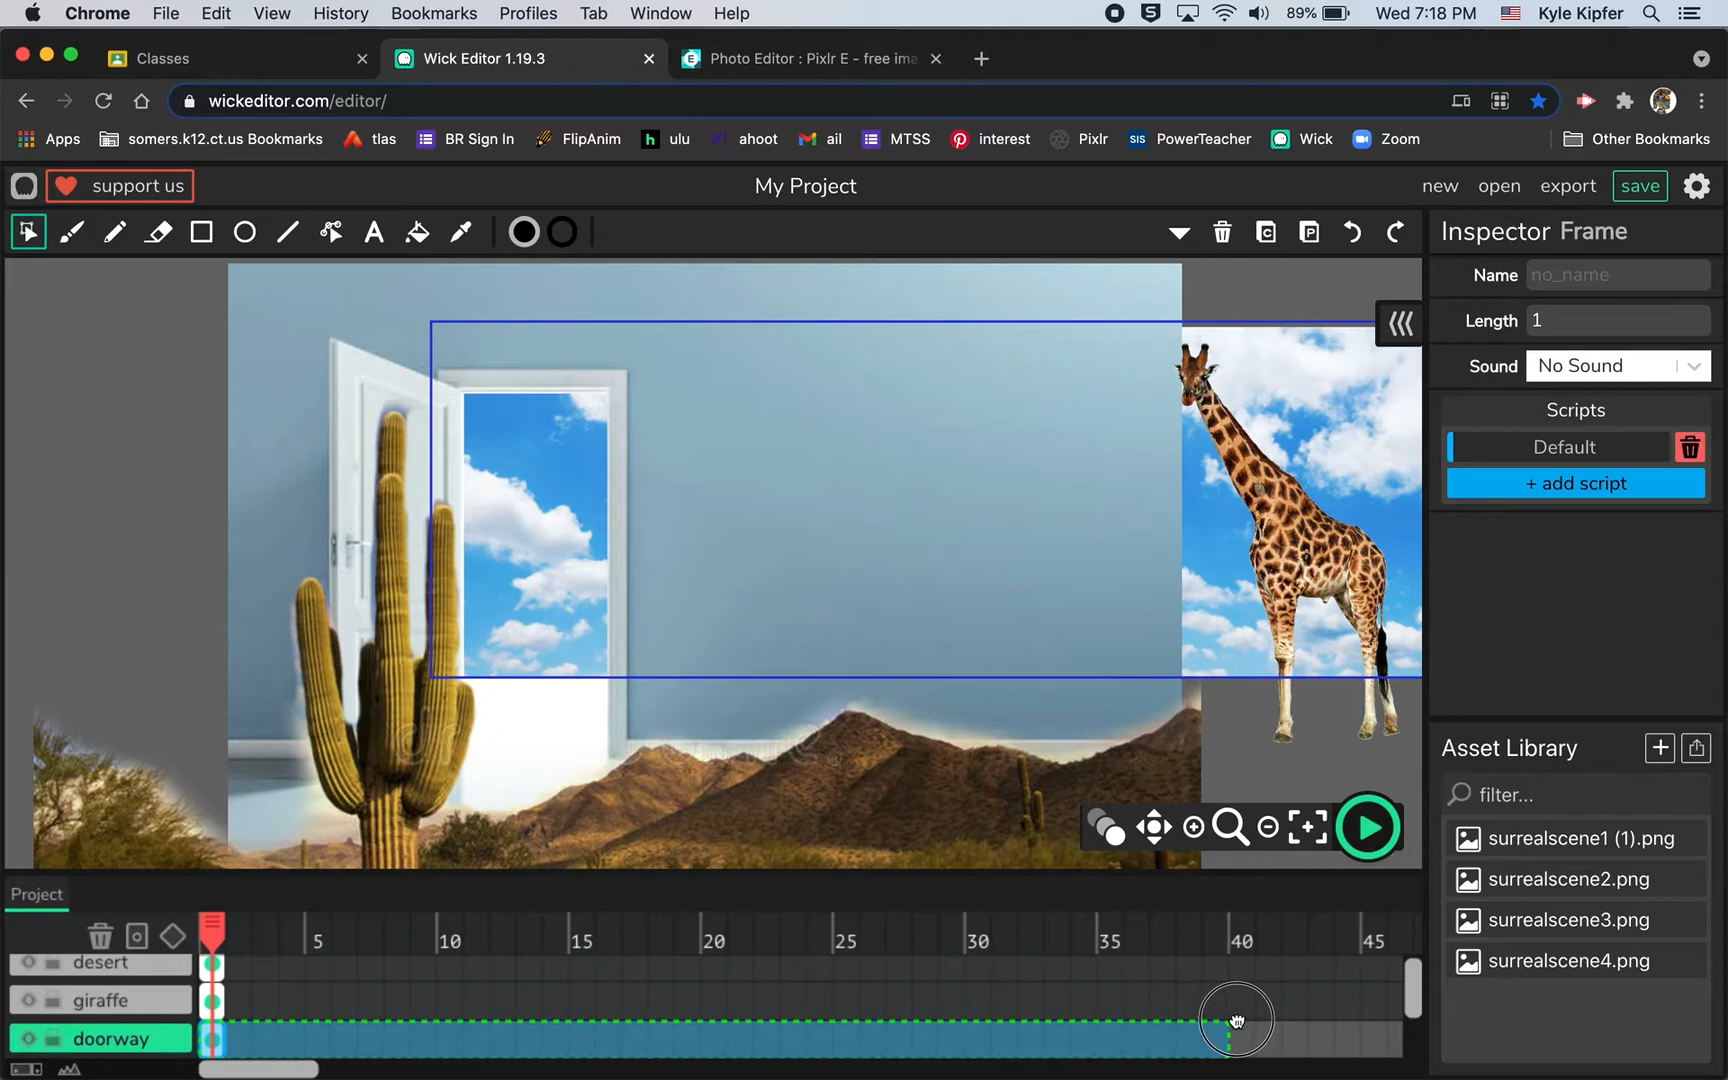 Chrome File Edit View History Bookmarks Profiles Tab Window Help 89% Wed 7:18 PM Kyle Kipfer
Classes Wick Editor 1.19.3 Photo Editor : Pixlr E - free ima
wickeditor.com/editor/
Apps somers.k12.ct.us Bookmarks tlas BR Sign In FlipAnim ulu ahoot ail MTSS interest Pixlr SIS PowerTeacher Wick Zoom Other Bookmarks
support us My Project new open export save
Inspector Frame
Name no_name
Length 1
Sound No Sound
Scripts
Default
+ add script
Asset Library
filter...
surrealscene1 (1).png
surrealscene2.png
surrealscene3.png
surrealscene4.png
Project
5 10 15 20 25 30 35 40 45
desert
giraffe
doorway